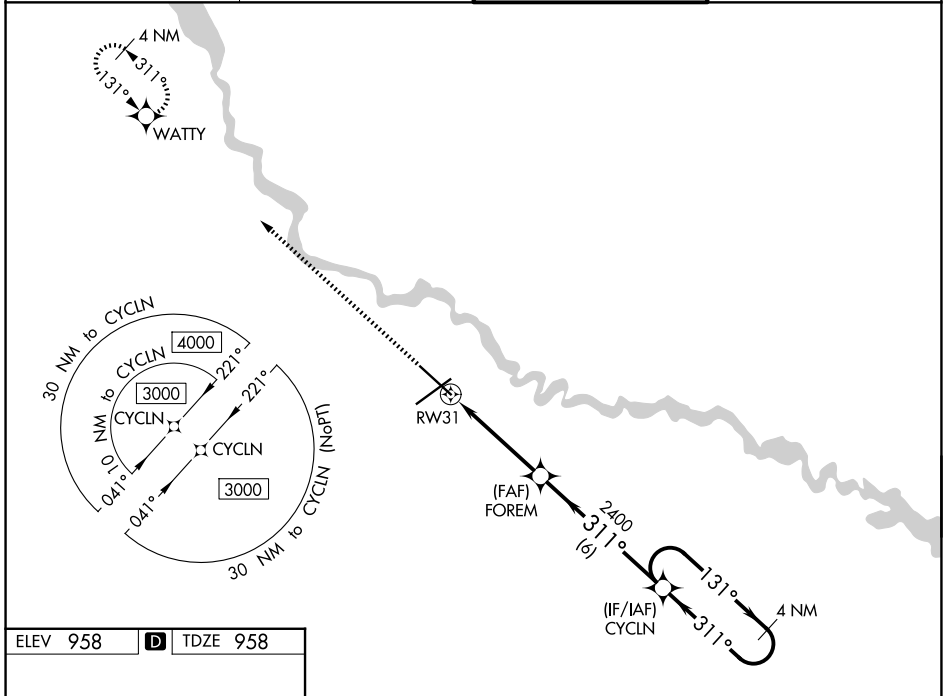 4 NM
311°
131°
WATTY
30 NM to CYCLN
4000
221°
10 NM to CYCLN
3000
CYCLN
041°
221°
CYCLN
3000
041°
30 NM to CYCLN (NoPT)
RW31
(FAF)
FOREM
2400
311°
(6)
(IF/IAF)
CYCLN
131°
311°
4 NM
ELEV 958 D TDZE 958